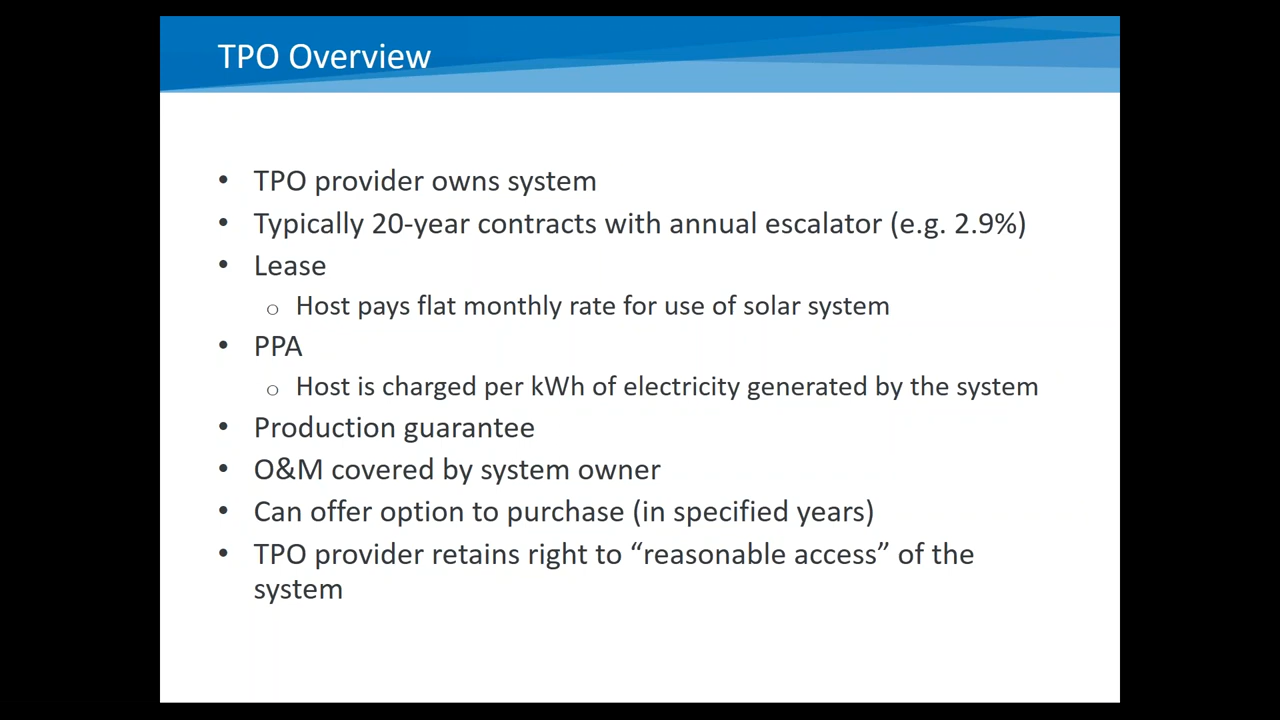 TPO Overview
• TPO provider owns system
• Typically 20-year contracts with annual escalator (e.g. 2.9%)
• Lease
○ Host pays flat monthly rate for use of solar system
• PPA
○ Host is charged per kWh of electricity generated by the system
• Production guarantee
• O&M covered by system owner
• Can offer option to purchase (in specified years)
• TPO provider retains right to “reasonable access” of the
system